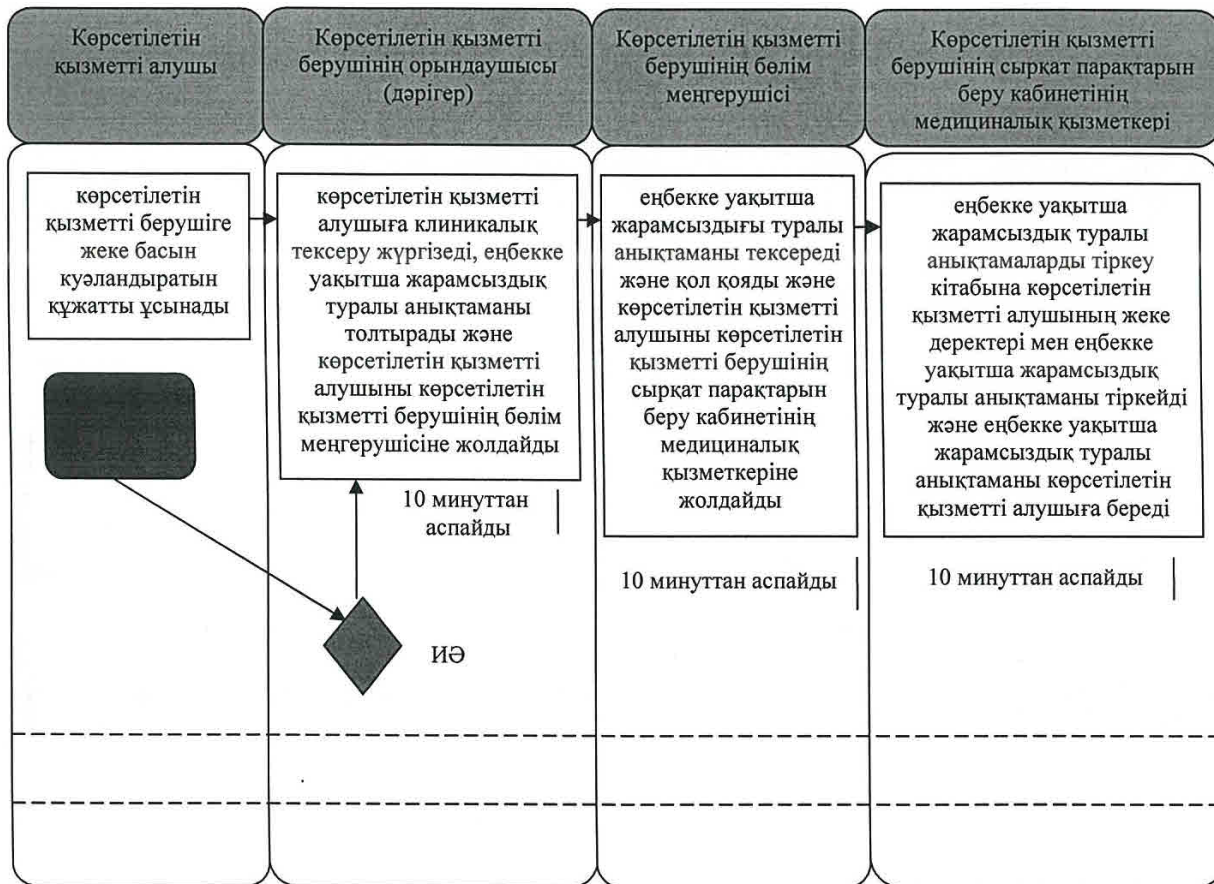 Көрсетілетін
қызметті алушы
Көрсетілетін қызметті
берушінің орындаушысы
(дәрігер)
Көрсетілетін қызметті
берушінің бөлім
меңгерушісі
Көрсетілетін қызметті
берушінің сырқат парақтарын
беру кабинетінің
медициналық қызметкері
көрсетілетін
қызметті берушіге
жеке басын
куәландыратын
құжатты ұсынады
көрсетілетін қызметті
алушыға клиникалық
тексеру жүргізеді, еңбекке
уақытша жарамсыздық
туралы анықтаманы
толтырады және
көрсетілетін қызметті
алушыны көрсетілетін
қызметті берушінің бөлім
меңгерушісіне жолдайды
10 минуттан
аспайды
ИӘ
еңбекке уақытша
жарамсыздығы туралы
анықтаманы тексереді
және қол қояды және
көрсетілетін қызметті
алушыны көрсетілетін
қызметті берушінің
сырқат парақтарын
беру кабинетінің
медициналық
қызметкеріне
жолдайды
10 минуттан аспайды
еңбекке уақытша
жарамсыздық туралы
анықтамаларды тіркеу
кітабына көрсетілетін
қызметті алушының жеке
деректері мен еңбекке
уақытша жарамсыздық
туралы анықтаманы тіркейді
және еңбекке уақытша
жарамсыздық туралы
анықтаманы көрсетілетін
қызметті алушыға береді
10 минуттан аспайды